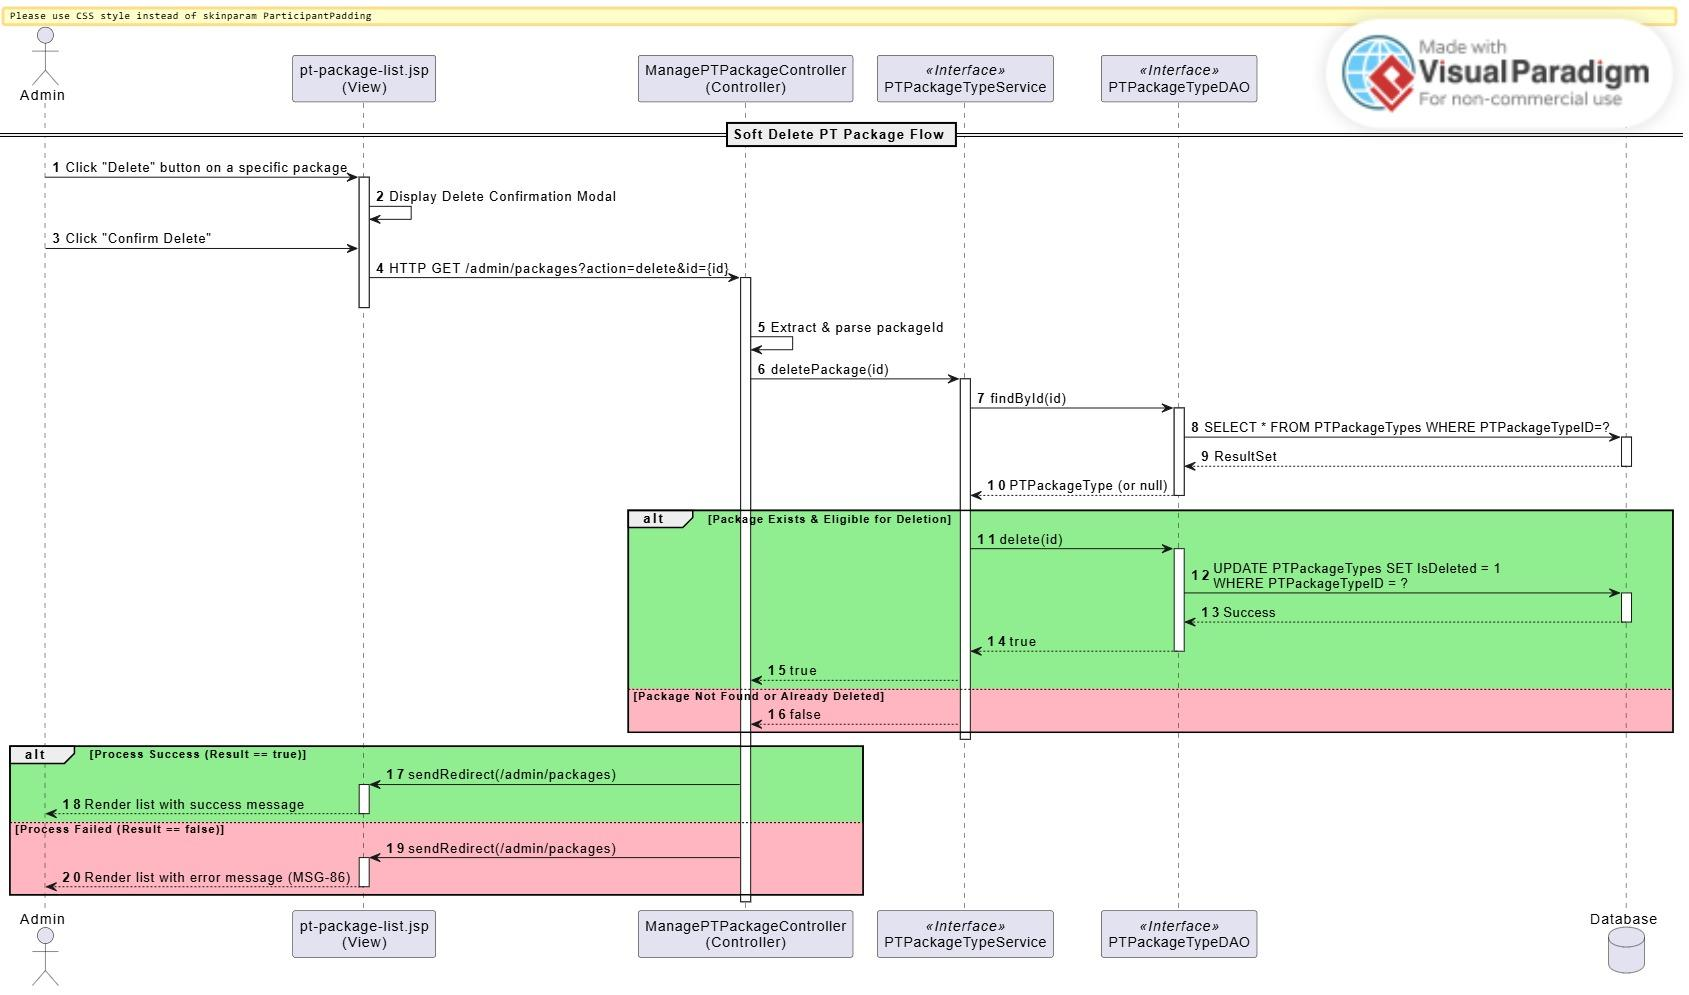 Please use CSS style instead of skinparam ParticipantPadding
Made with
Visual Paradigm
For non-commercial use
Admin
pt-package-list.jsp
(View)
ManagePTPackageController
(Controller)
«Interface»
PTPackageTypeService
«Interface»
PTPackageTypeDAO
Soft Delete PT Package Flow
1 Click "Delete" button on a specific package
2 Display Delete Confirmation Modal
3 Click "Confirm Delete"
4 HTTP GET /admin/packages?action=delete&id={id}
5 Extract & parse packageId
6 deletePackage(id)
7 findById(id)
8 SELECT * FROM PTPackageTypes WHERE PTPackageTypeID=?
9 ResultSet
10 PTPackageType (or null)
alt [Package Exists & Eligible for Deletion]
11 delete(id)
12 UPDATE PTPackageTypes SET IsDeleted = 1
WHERE PTPackageTypeID = ?
13 Success
14 true
15 true
[Package Not Found or Already Deleted]
16 false
alt [Process Success (Result == true)]
17 sendRedirect(/admin/packages)
18 Render list with success message
[Process Failed (Result == false)]
19 sendRedirect(/admin/packages)
20 Render list with error message (MSG-86)
Admin
pt-package-list.jsp
(View)
ManagePTPackageController
(Controller)
«Interface»
PTPackageTypeService
«Interface»
PTPackageTypeDAO
Database